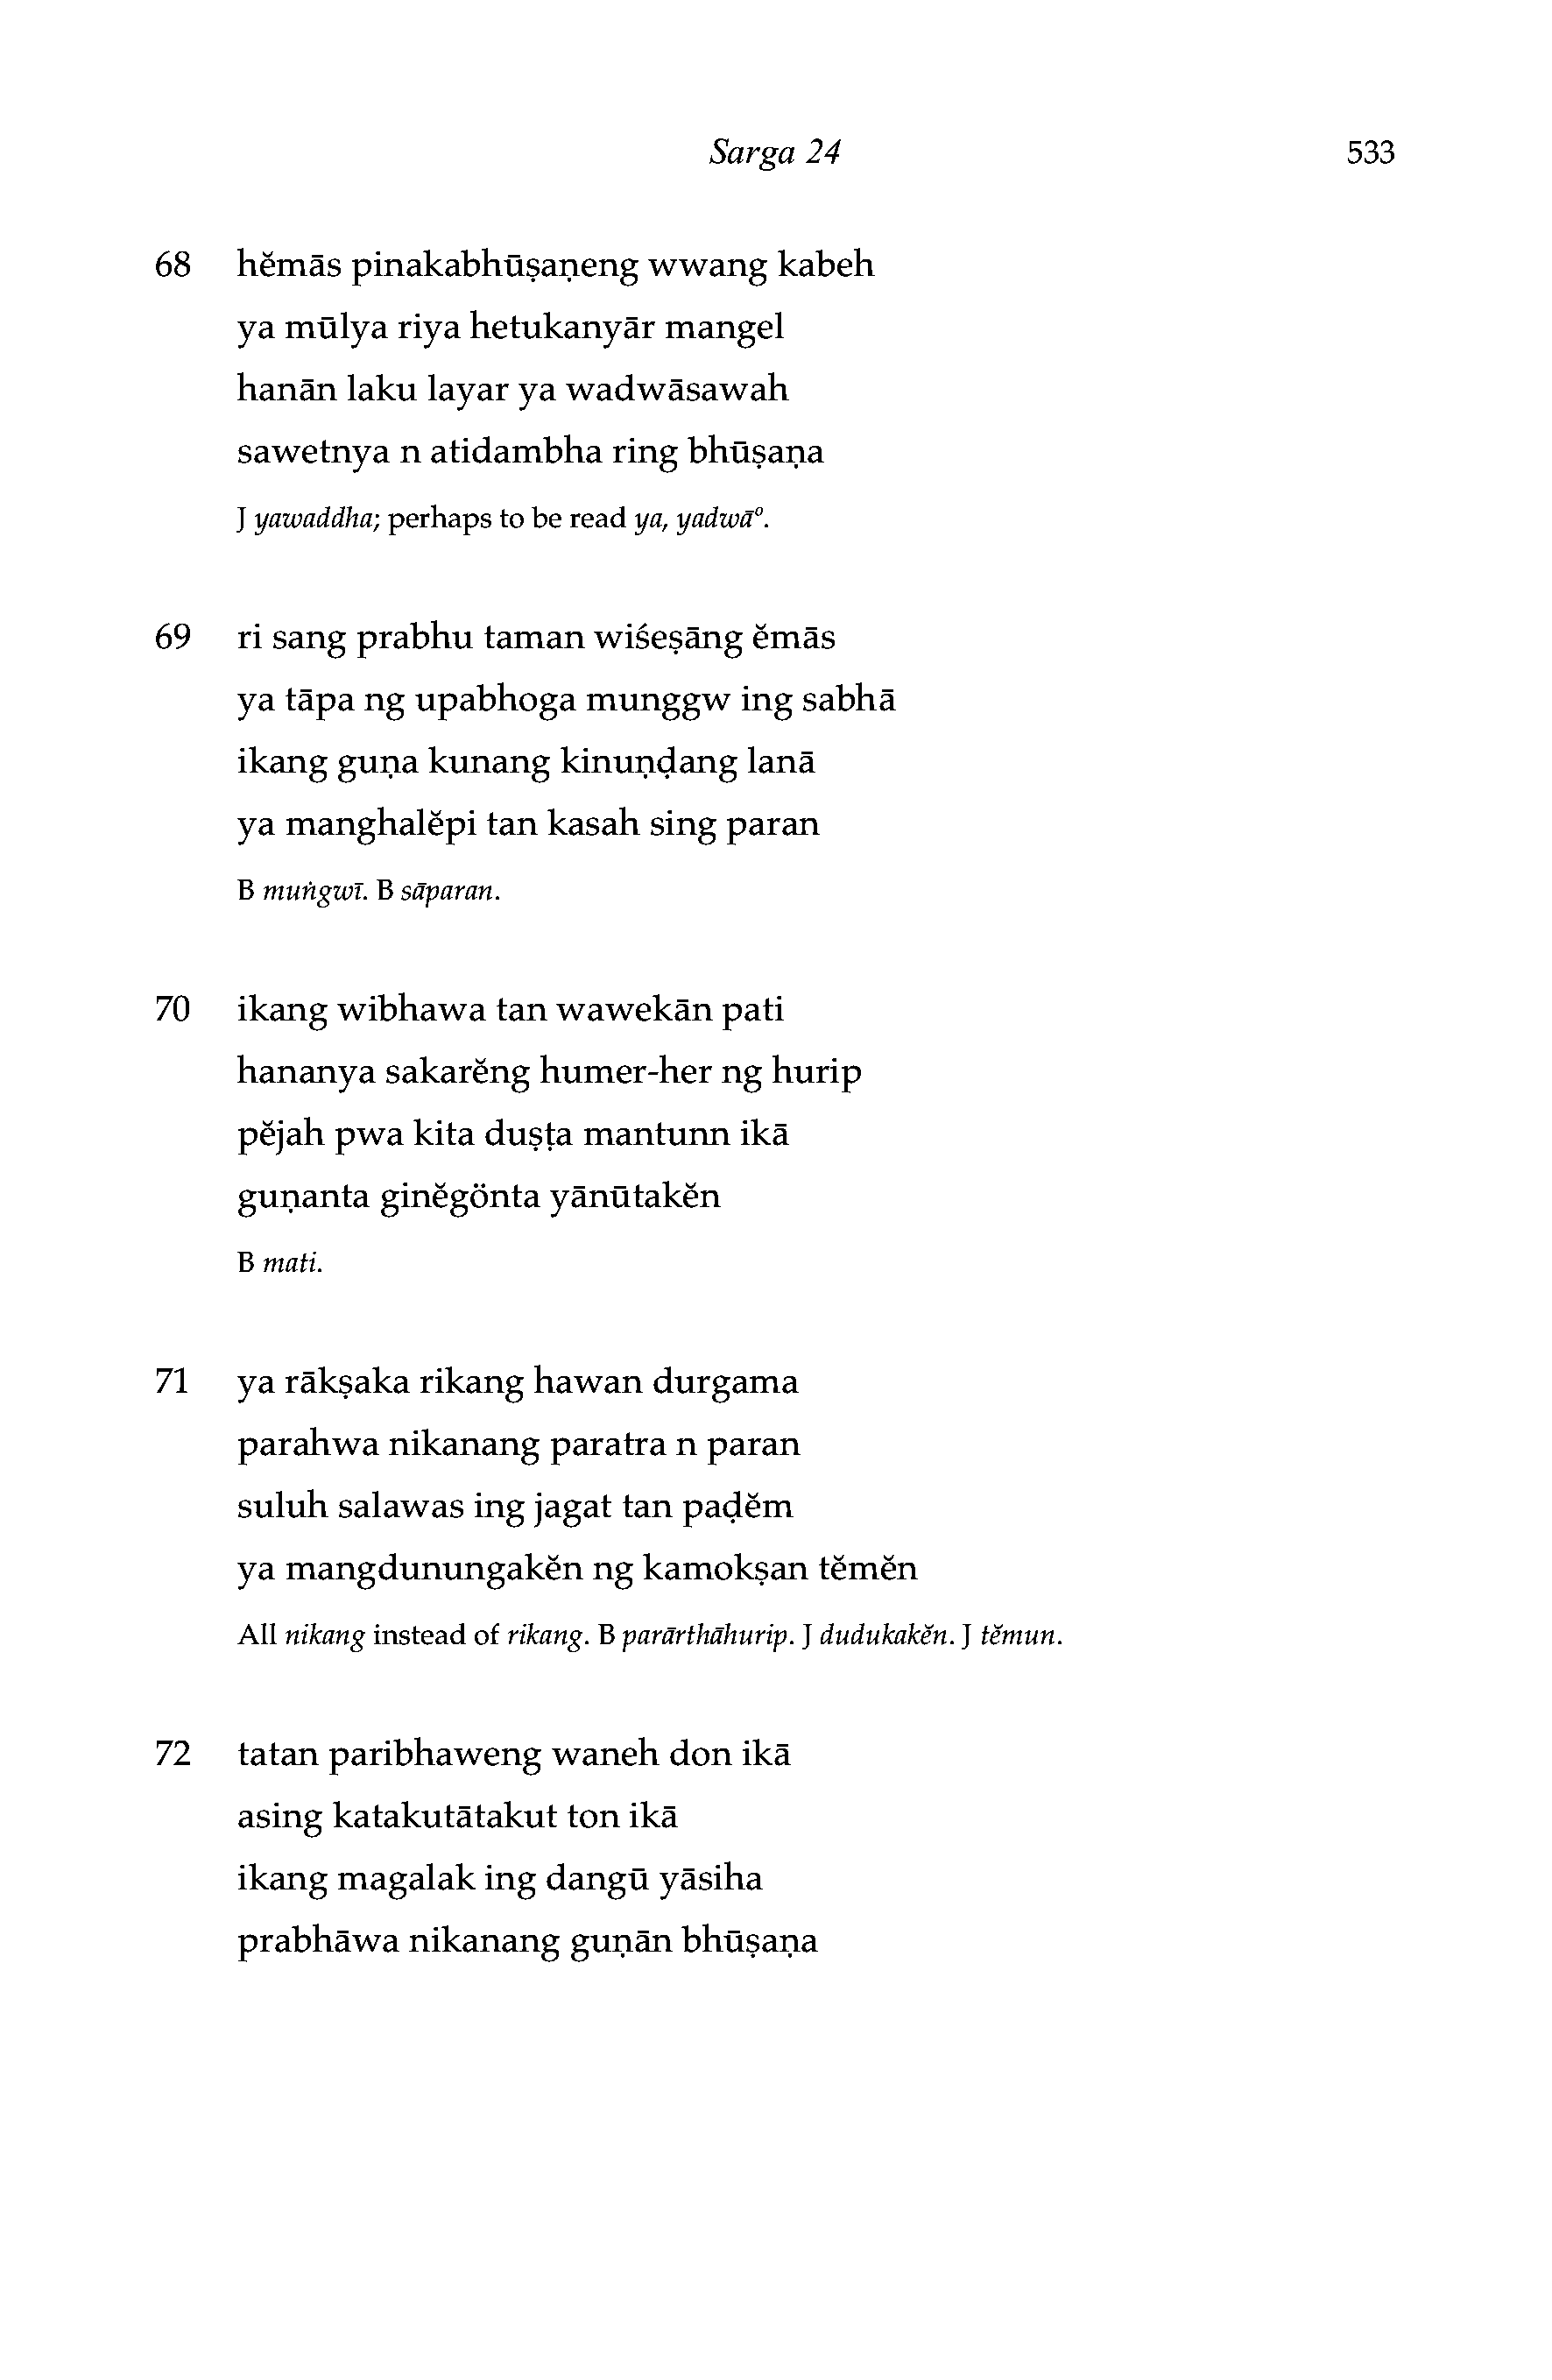 Sarga 24 533
68 hĕmās pinakabhūṣaṇeng wwang kabeh
ya mūlya riya hetukanyār mangel
hanān laku layar ya wadwāsawah
sawetnya n atidambha ring bhūṣaṇa
J yawaddha; perhaps to be read ya, yadwā°.
69 ri sang prabhu taman wiśeṣāng ĕmās
ya tāpa ng upabhoga munggw ing sabhā
ikang guṇa kunang kinuṇḍang lanā
ya manghalĕpi tan kasah sing paran
B muṅgwī. B sāparan.
70 ikang wibhawa tan wawekān pati
hananya sakarĕng humer-her ng hurip
pĕjah pwa kita duṣṭa mantunn ikā
guṇanta ginĕgönta yānūtakĕn
B mati.
71 ya rākṣaka rikang hawan durgama
parahwa nikanang paratra n paran
suluh salawas ing jagat tan paḍĕm
ya mangdunungakĕn ng kamokṣan tĕmĕn
All nikang instead of rikang. B parārthāhurip. J dudukakĕn. J tĕmun.
72 tatan paribhaweng waneh don ikā
asing katakutātakut ton ikā
ikang magalak ing dangū yāsiha
prabhāwa nikanang guṇān bhūṣaṇa